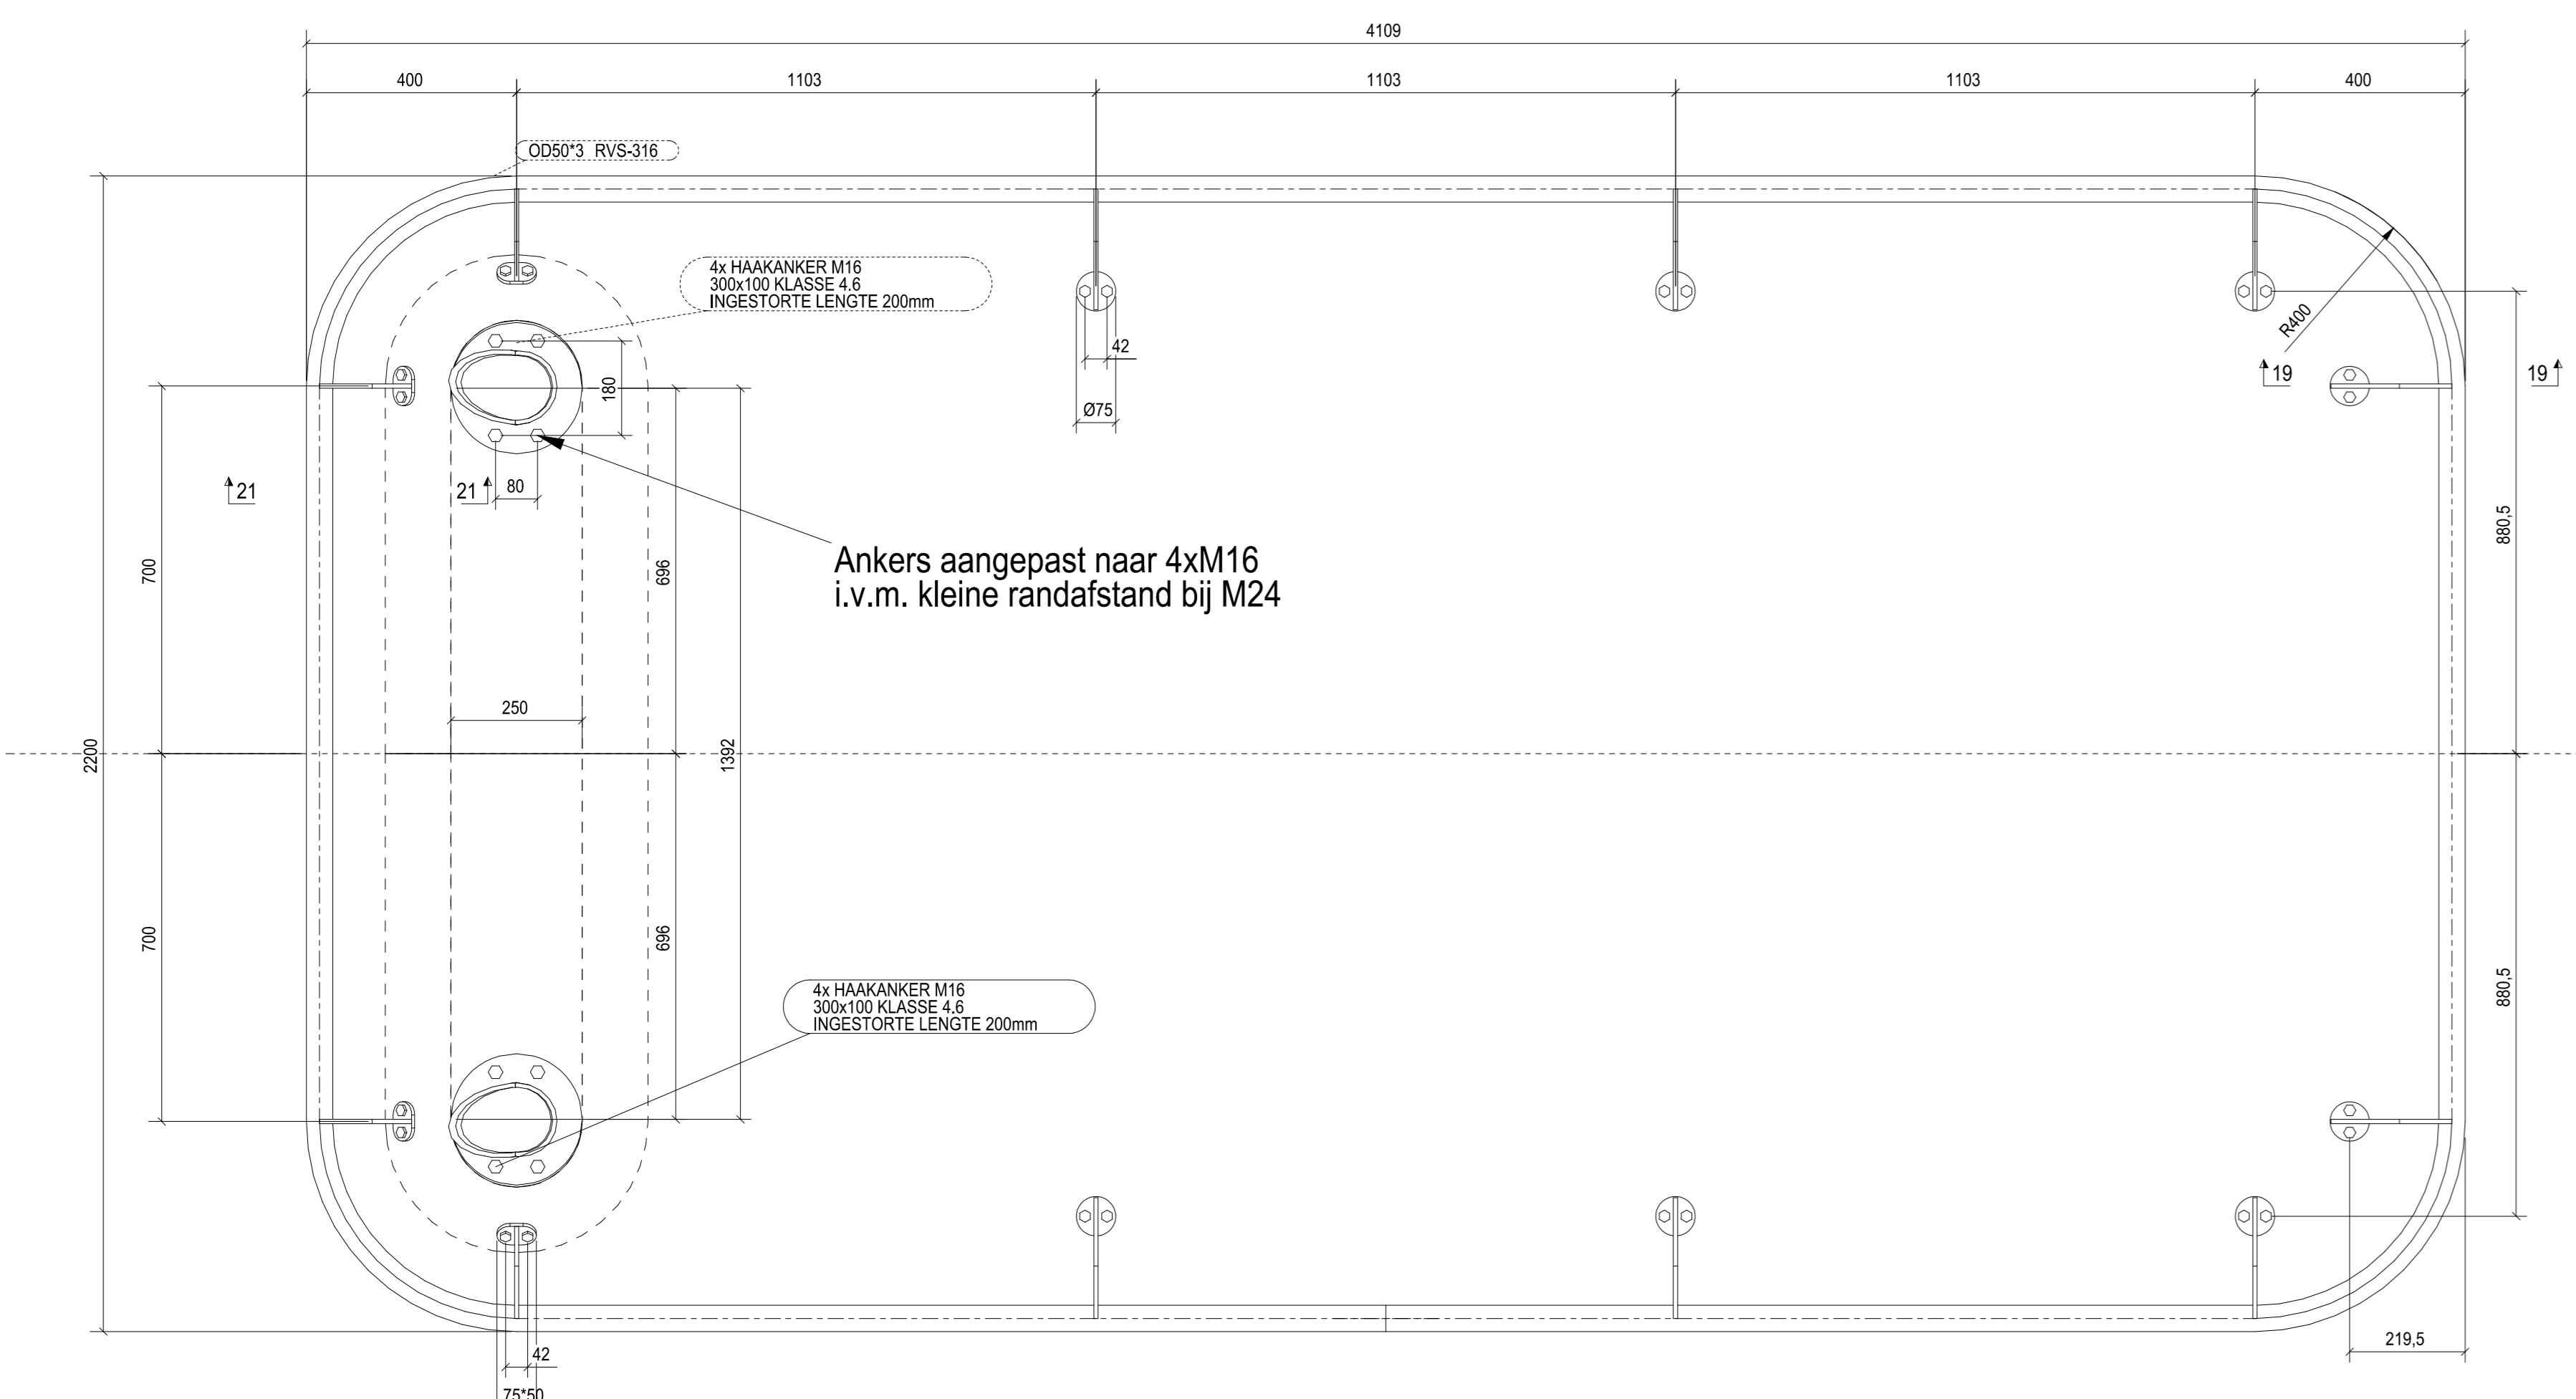 4109
400
1103
1103
1103
400
OD50*3 RVS-316
4x HAAKANKER M16
300x100 KLASSE 4.6
INGESTORTE LENGTE 200mm
R400
42
180
19
19
Ø75
21
21
80
880,5
Ankers aangepast naar 4xM16
i.v.m. kleine randafstand bij M24
700
696
250
2200
1392
700
696
4x HAAKANKER M16
300x100 KLASSE 4.6
INGESTORTE LENGTE 200mm
880,5
219,5
42
75*50